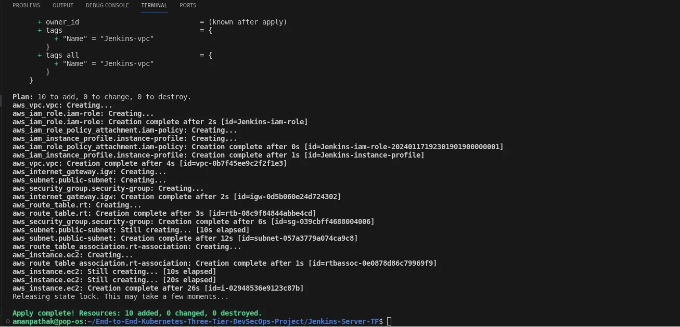 PROBLEMS OUTPUT DEBUG CONSOLE TERMINAL PORTS
+ owner_id = (known after apply)
+ tags = {
+ "Name" = "Jenkins-vpc"
}
+ tags_all = {
+ "Name" = "Jenkins-vpc"
}
}
Plan: 10 to add, 0 to change, 0 to destroy.
aws_vpc.vpc: Creating...
aws_iam_role.iam-role: Creating...
aws_iam_role.iam-role: Creation complete after 2s [id=Jenkins-iam-role]
aws_iam_role_policy_attachment.iam-policy: Creating...
aws_iam_instance_profile.instance-profile: Creating...
aws_iam_role_policy_attachment.iam-policy: Creation complete after 0s [id=Jenkins-iam-role-20240117192301901900000001]
aws_iam_instance_profile.instance-profile: Creation complete after 1s [id=Jenkins-instance-profile]
aws_vpc.vpc: Creation complete after 4s [id=vpc-0b7f45ee9c2f2f1e3]
aws_internet_gateway.igw: Creating...
aws_subnet.public-subnet: Creating...
aws_security_group.security-group: Creating...
aws_internet_gateway.igw: Creation complete after 2s [id=igw-0d5b060e24d724302]
aws_route_table.rt: Creating...
aws_route_table.rt: Creation complete after 3s [id=rtb-08c9f84844abbe4cd]
aws_security_group.security-group: Creation complete after 6s [id=sg-039cbff4688004006]
aws_subnet.public-subnet: Still creating... [10s elapsed]
aws_subnet.public-subnet: Creation complete after 12s [id=subnet-057a3779a074ca9c8]
aws_route_table_association.rt-association: Creating...
aws_instance.ec2: Creating...
aws_route_table_association.rt-association: Creation complete after 1s [id=rtbassoc-0e0878d86c79969f9]
aws_instance.ec2: Still creating... [10s elapsed]
aws_instance.ec2: Still creating... [20s elapsed]
aws_instance.ec2: Creation complete after 26s [id=i-02948536e9123c87b]
Releasing state lock. This may take a few moments...
Apply complete! Resources: 10 added, 0 changed, 0 destroyed.
amanpathak@pop-os:~/End-to-End-Kubernetes-Three-Tier-DevSecOps-Project/Jenkins-Server-TF$